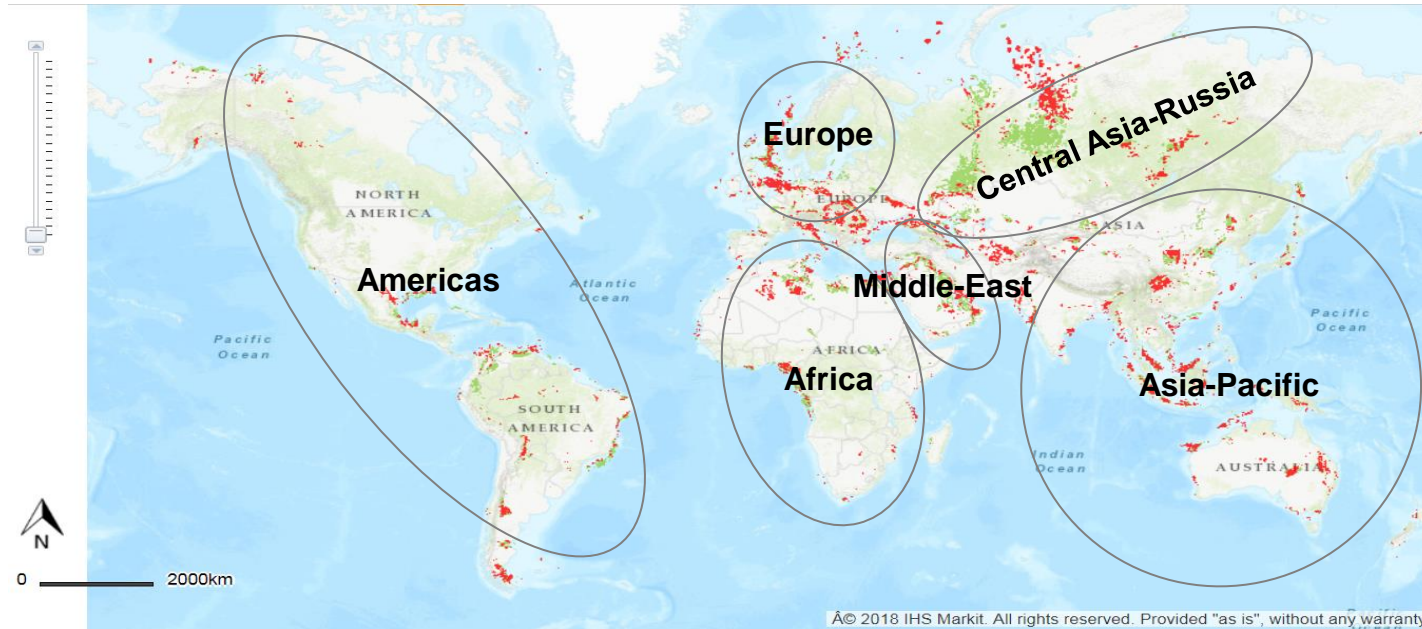 Europe
Central Asia-Russia
NORTH
AMERICA
EUROPE
ASIA
Americas
Atlantic
Ocean
Middle-East
Pacific
Ocean
Pacific
Ocean
AFRICA
Africa
Asia-Pacific
SOUTH
AMERICA
Indian
Ocean
AUSTRALIA
N
0 2000km
Â© 2018 IHS Markit. All rights reserved. Provided "as is", without any warranty